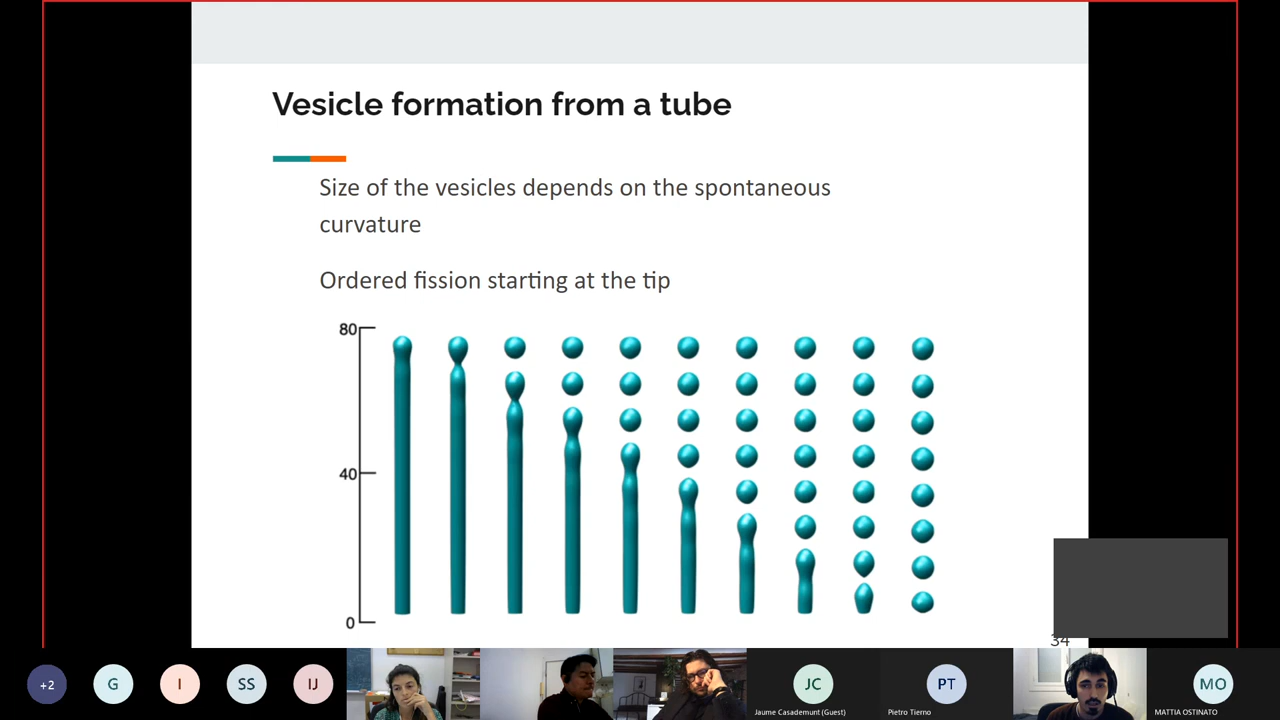 Vesicle formation from a tube
Size of the vesicles depends on the spontaneous
curvature
Ordered fission starting at the tip
80
40
0
34
+2
G
I
SS
IJ
JC
Jaume Casademunt (Guest)
PT
Pietro Tierno
MO
MATTIA OSTINATO